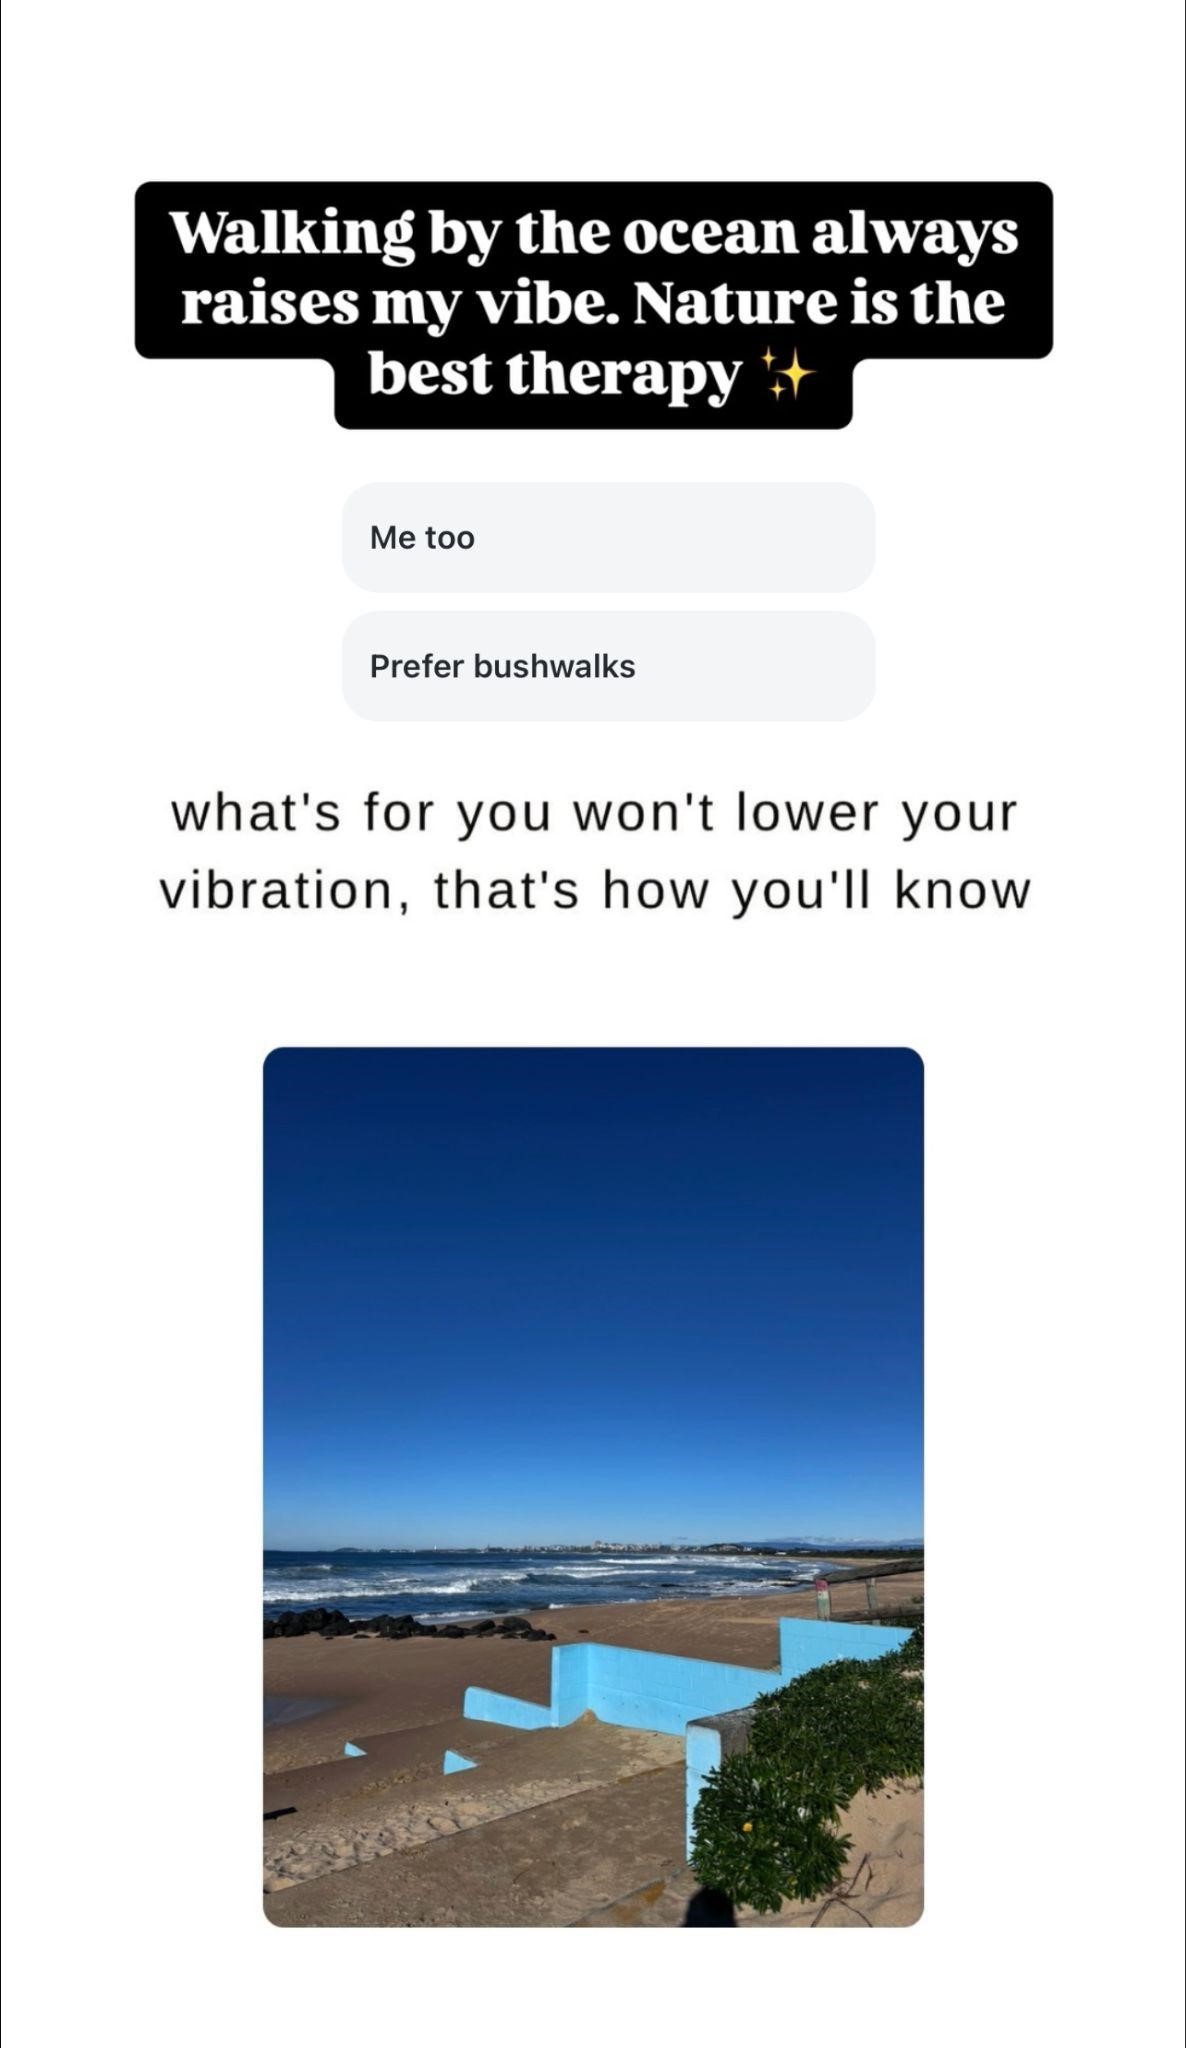 Walking by the ocean always
raises my vibe. Nature is the
best therapy ✨
Me too
Prefer bushwalks
what's for you won't lower your
vibration, that's how you'll know